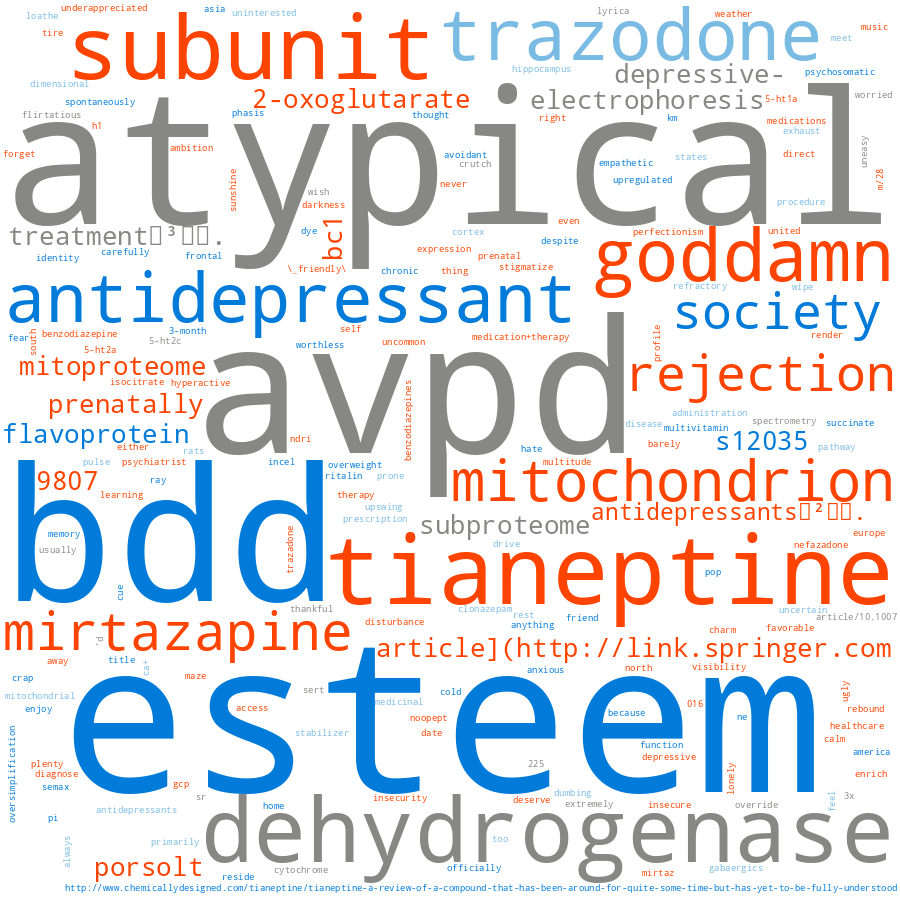 underappreciated
asia
uninterested
loathe
tire
subunit
trazodone
lyrica
weather
music
meet
dimensional
hippocampus
depressive-
psychosomatic
spontaneously
2-oxoglutarate
electrophoresis
5-ht1a
worried
flirtatious
h1
phasis
thought
right
km
medications
exhaust
atypical
forget
ambition
avoidant
crutch
empathetic
states
direct
uneasy
sunshine
wish
never
upregulated
m/28
darkness
procedure
treatment
³
.
dye
bc1
even
cortex
perfectionism
united
goddamn
identity
carefully
frontal
expression
despite
\_friendly\
chronic
thing
prenatal
stigmatize
antidepressant
refractory
wipe
society
fear
south
benzodiazepine
3-month
self
5-ht2c
5-ht2a
worthless
uncommon
medication+therapy
profile
render
mitoproteome
avpd
rejection
isocitrate
hyperactive
benzodiazepines
prenatally
administration
disease
multivitamin
spectrometry
succinate
flavoprotein
either
rats
ndri
hate
barely
s12035
pathway
pulse
psychiatrist
incel
overweight
multitude
9807
ray
ritalin
prone
mitochondrion
learning
therapy
upswing
antidepressants
²
.
bdd
prescription
subproteome
memory
usually
trazadone
drive
europe
nefazodone
tianeptine
cue
pop
thankful
clonazepam
rest
friend
uncertain
article/10.1007
mirtazapine
disturbance
anything
charm
favorable
article](http://link.springer.com
away
title
ca+
maze
anxious
north
visibility
crap
mitochondrial
enjoy
sert
cold
esteem
access
medicinal
noopept
date
because
016
ne
ugly
rebound
healthcare
calm
oversimplification
stabilizer
function
depressive
america
plenty
diagnose
semax
gcp
225
lonely
enrich
sr
insecurity
dumbing
deserve
extremely
insecure
override
feel
3x
antidepressants
pi
home
dehydrogenase
always
primarily
too
porsolt
reside
cytochrome
officially
mirtaz
gabaergics
http://www.chemicallydesigned.com/tianeptine/tianeptine-a-review-of-a-compound-that-has-been-around-for-quite-some-time-but-has-yet-to-be-fully-understood